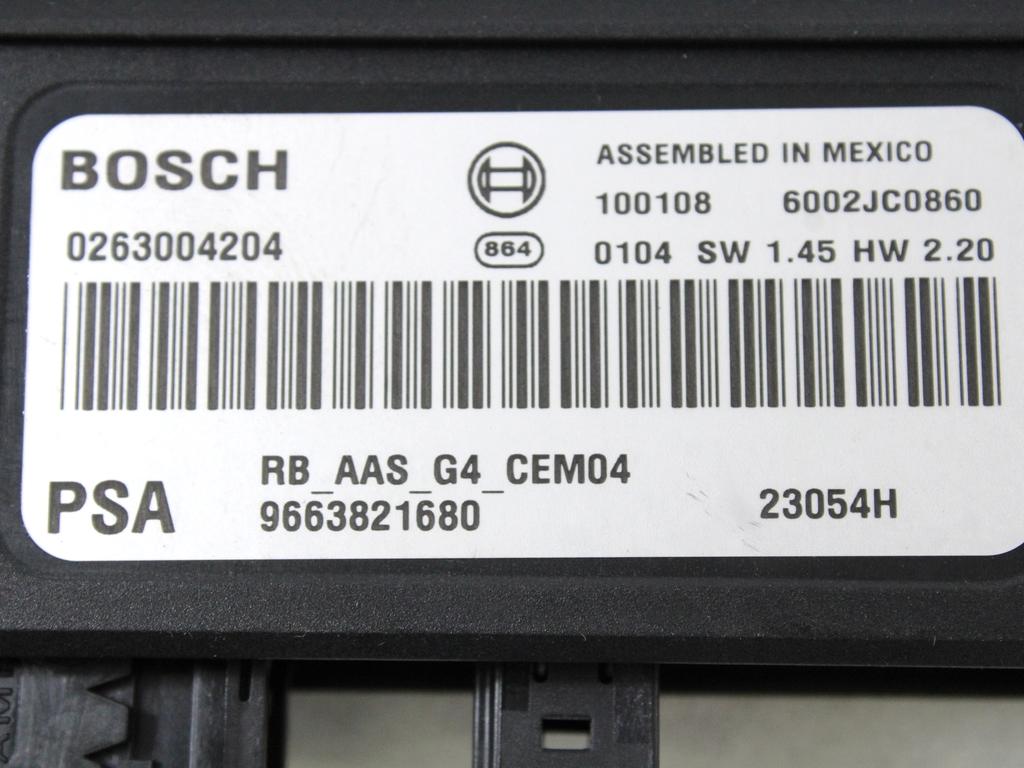 BOSCH
ASSEMBLED IN MEXICO
100108 6002JC0860
0263004204
864
0104 SW 1.45 HW 2.20
RB_AAS_G4_CEM04
PSA
9663821680
23054H